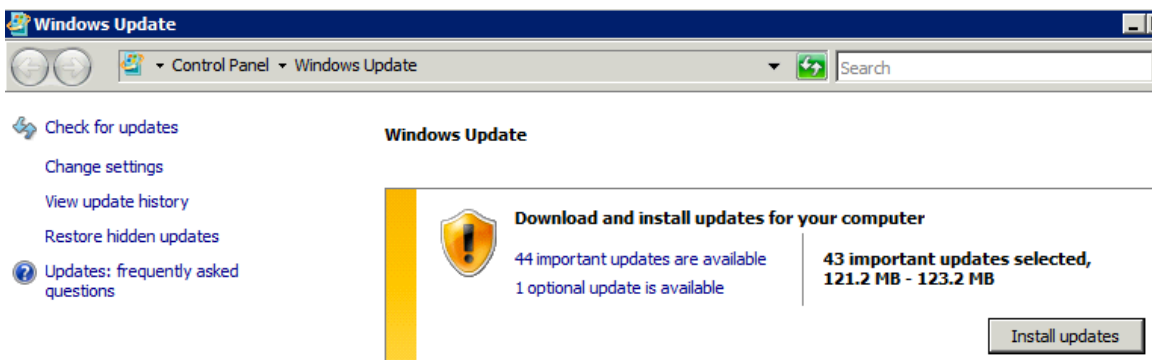 Windows Update
Control Panel Windows Update
Search
Check for updates
Change settings
View update history
Restore hidden updates
Updates: frequently asked
questions
Windows Update
Download and install updates for your computer
44 important updates are available
1 optional update is available
43 important updates selected,
121.2 MB - 123.2 MB
Install updates